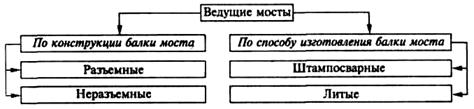 Ведущие мосты
По конструкции балки моста
По способу изготовления балки моста
Разъемные
Штампосварные
Неразъемные
Литые